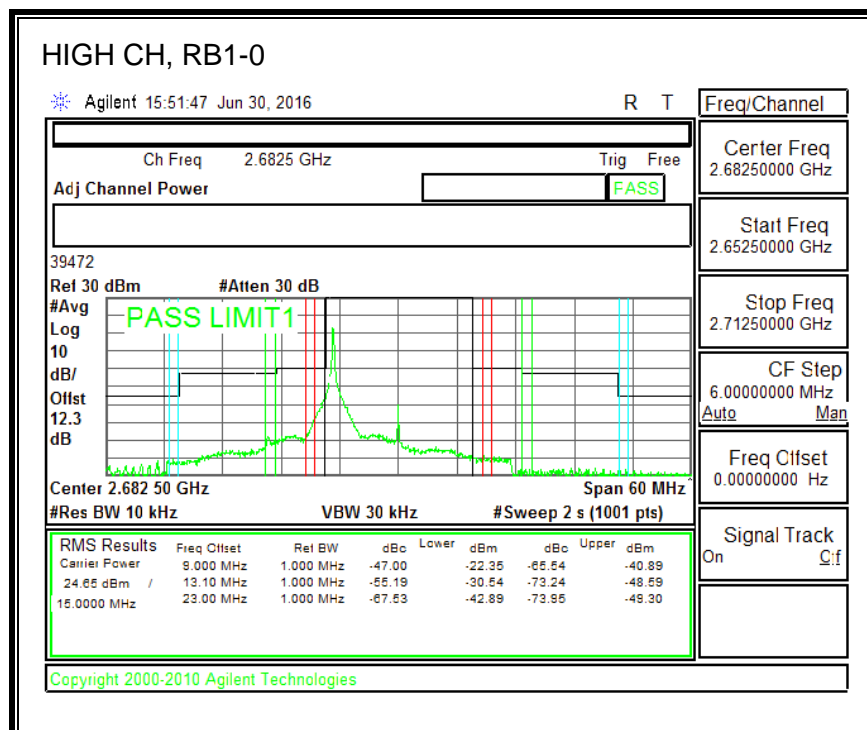 HIGH CH, RB1-0
Agilent 15:51:47 Jun 30, 2016 R T
Freq/Channel
Ch Freq 2.6825 GHz Trig Free
Adj Channel Power PASS
Center Freq
2.68250000 GHz
Start Freq
2.65250000 GHz
39472
Ref 30 dBm #Atten 30 dB
#Avg
Log
10
dB/
Offst
12.3
dB
PASS LIMIT1
Stop Freq
2.71250000 GHz
CF Step
6.00000000 MHz
Auto Man
Freq Offset
0.00000000 Hz
Center 2.682 50 GHz Span 60 MHz
#Res BW 10 kHz VBW 30 kHz #Sweep 2 s (1001 pts)
Signal Track
On Off
RMS Results Freq Offset Ref BW dBc Lower dBm dBc Upper dBm
Carrier Power 9.000 MHz 1.000 MHz -47.00 -22.35 -65.54 -40.89
24.65 dBm / 13.10 MHz 1.000 MHz -55.19 -30.54 -73.24 -48.59
15.0000 MHz 23.00 MHz 1.000 MHz -67.53 -42.89 -73.95 -49.30
Copyright 2000-2010 Agilent Technologies